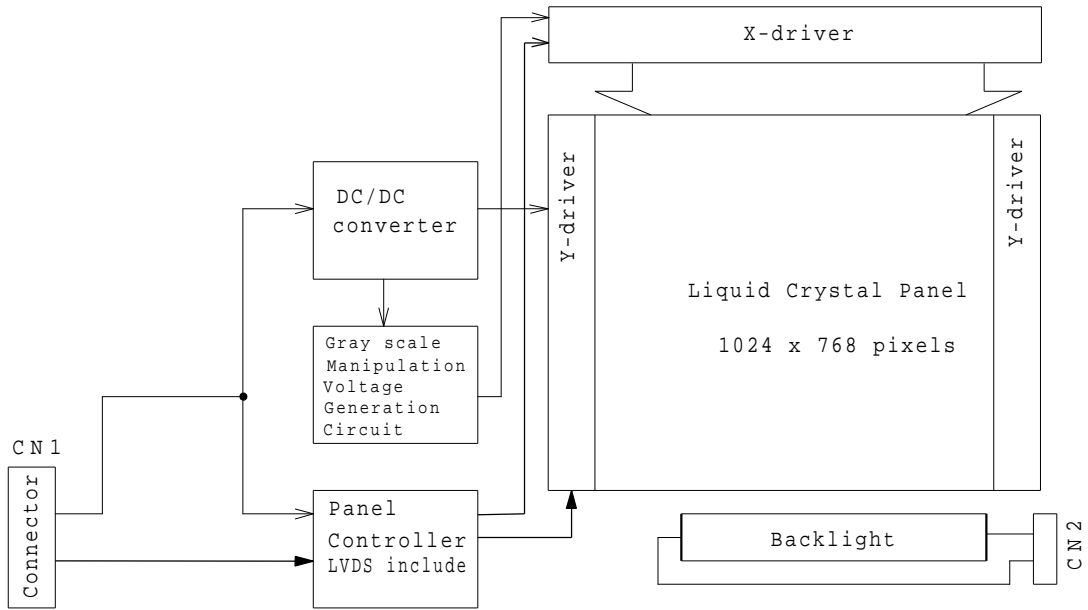 X-driver
DC/DC
converter
Y-driver
Y-driver
Liquid Crystal Panel
1024 x 768 pixels
Gray scale
Manipulation
Voltage
Generation
Circuit
CN1
Connector
Panel
Controller
LVDS include
Backlight
CN2